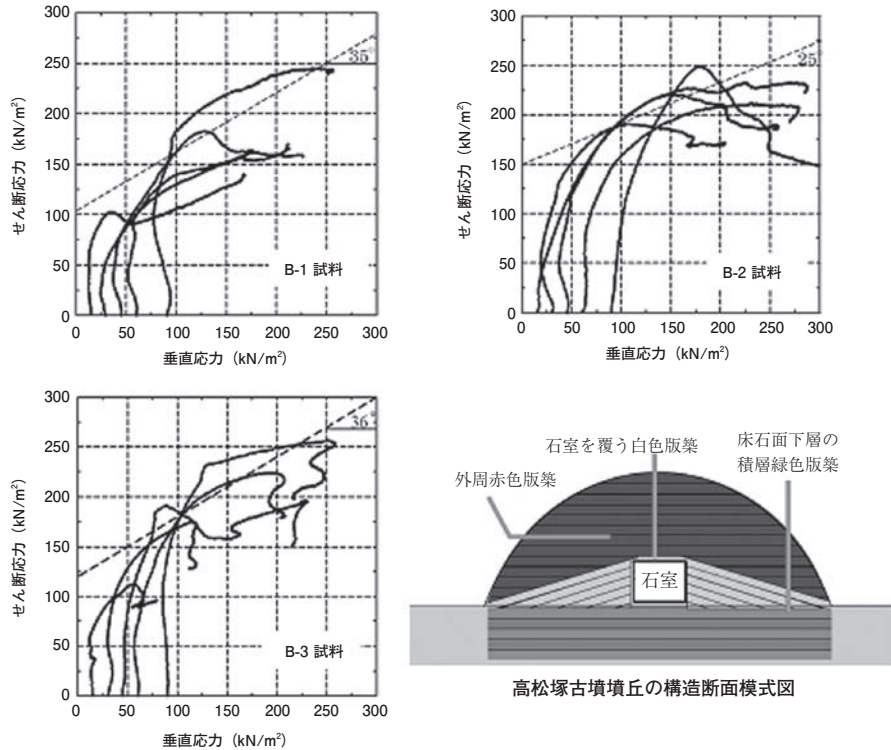 300
250
200
150
100
50
0
せん断応力（kN/m²）
35°
B-1 試料
0 50 100 150 200 250 300
垂直応力（kN/m²）
300
250
200
150
100
50
0
せん断応力（kN/m²）
25°
B-2 試料
0 50 100 150 200 250 300
垂直応力（kN/m²）
300
250
200
150
100
50
0
せん断応力（kN/m²）
36°
B-3 試料
0 50 100 150 200 250 300
垂直応力（kN/m²）
石室を覆う白色版築
床石面下層の
積層緑色版築
外周赤色版築
石室
高松塚古墳墳丘の構造断面模式図